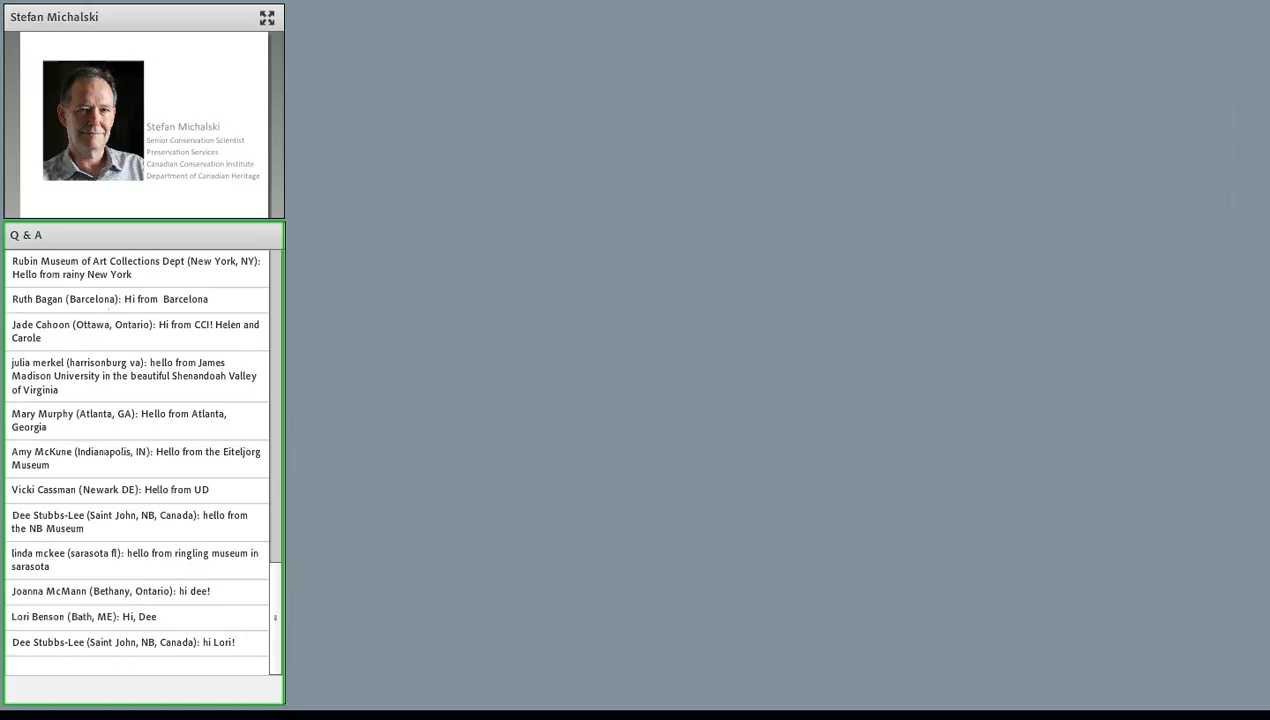 Stefan Michalski
Stefan Michalski
Senior Conservation Scientist
Preservation Services
Canadian Conservation Institute
Department of Canadian Heritage
Q & A
Rubin Museum of Art Collections Dept (New York, NY):
Hello from rainy New York
Ruth Bagan (Barcelona): Hi from  Barcelona
Jade Cahoon (Ottawa, Ontario): Hi from CCI! Helen and
Carole
julia merkel (harrisonburg va): hello from James
Madison University in the beautiful Shenandoah Valley
of Virginia
Mary Murphy (Atlanta, GA): Hello from Atlanta,
Georgia
Amy McKune (Indianapolis, IN): Hello from the Eiteljorg
Museum
Vicki Cassman (Newark DE): Hello from UD
Dee Stubbs-Lee (Saint John, NB, Canada): hello from
the NB Museum
linda mckee (sarasota fl): hello from ringling museum in
sarasota
Joanna McMann (Bethany, Ontario): hi dee!
Lori Benson (Bath, ME): Hi, Dee
Dee Stubbs-Lee (Saint John, NB, Canada): hi Lori!